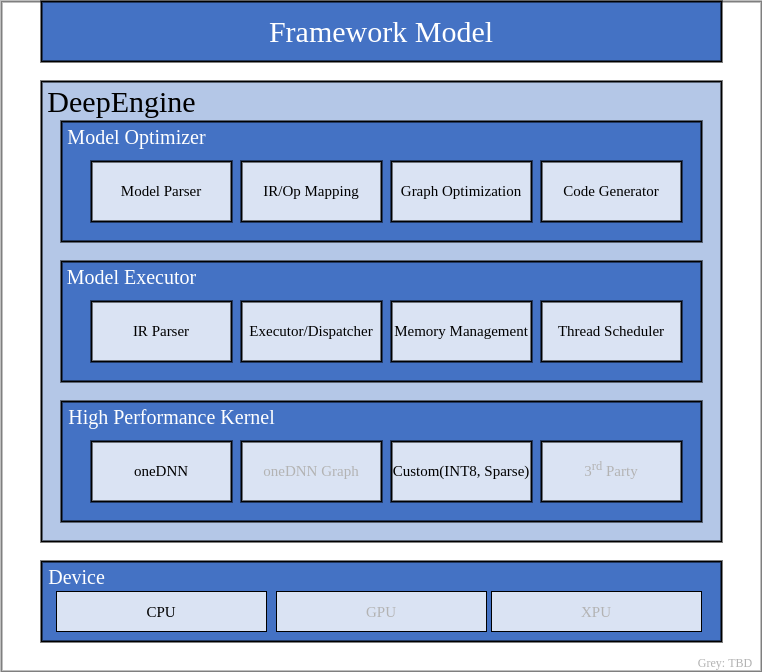 Framework Model
DeepEngine
Model Optimizer
Model Parser
IR/Op Mapping
Graph Optimization
Code Generator
Model Executor
IR Parser
Executor/Dispatcher
Memory Management
Thread Scheduler
High Performance Kernel
oneDNN
oneDNN Graph
Custom(INT8, Sparse)
3rd Party
Device
CPU
GPU
XPU
Grey: TBD